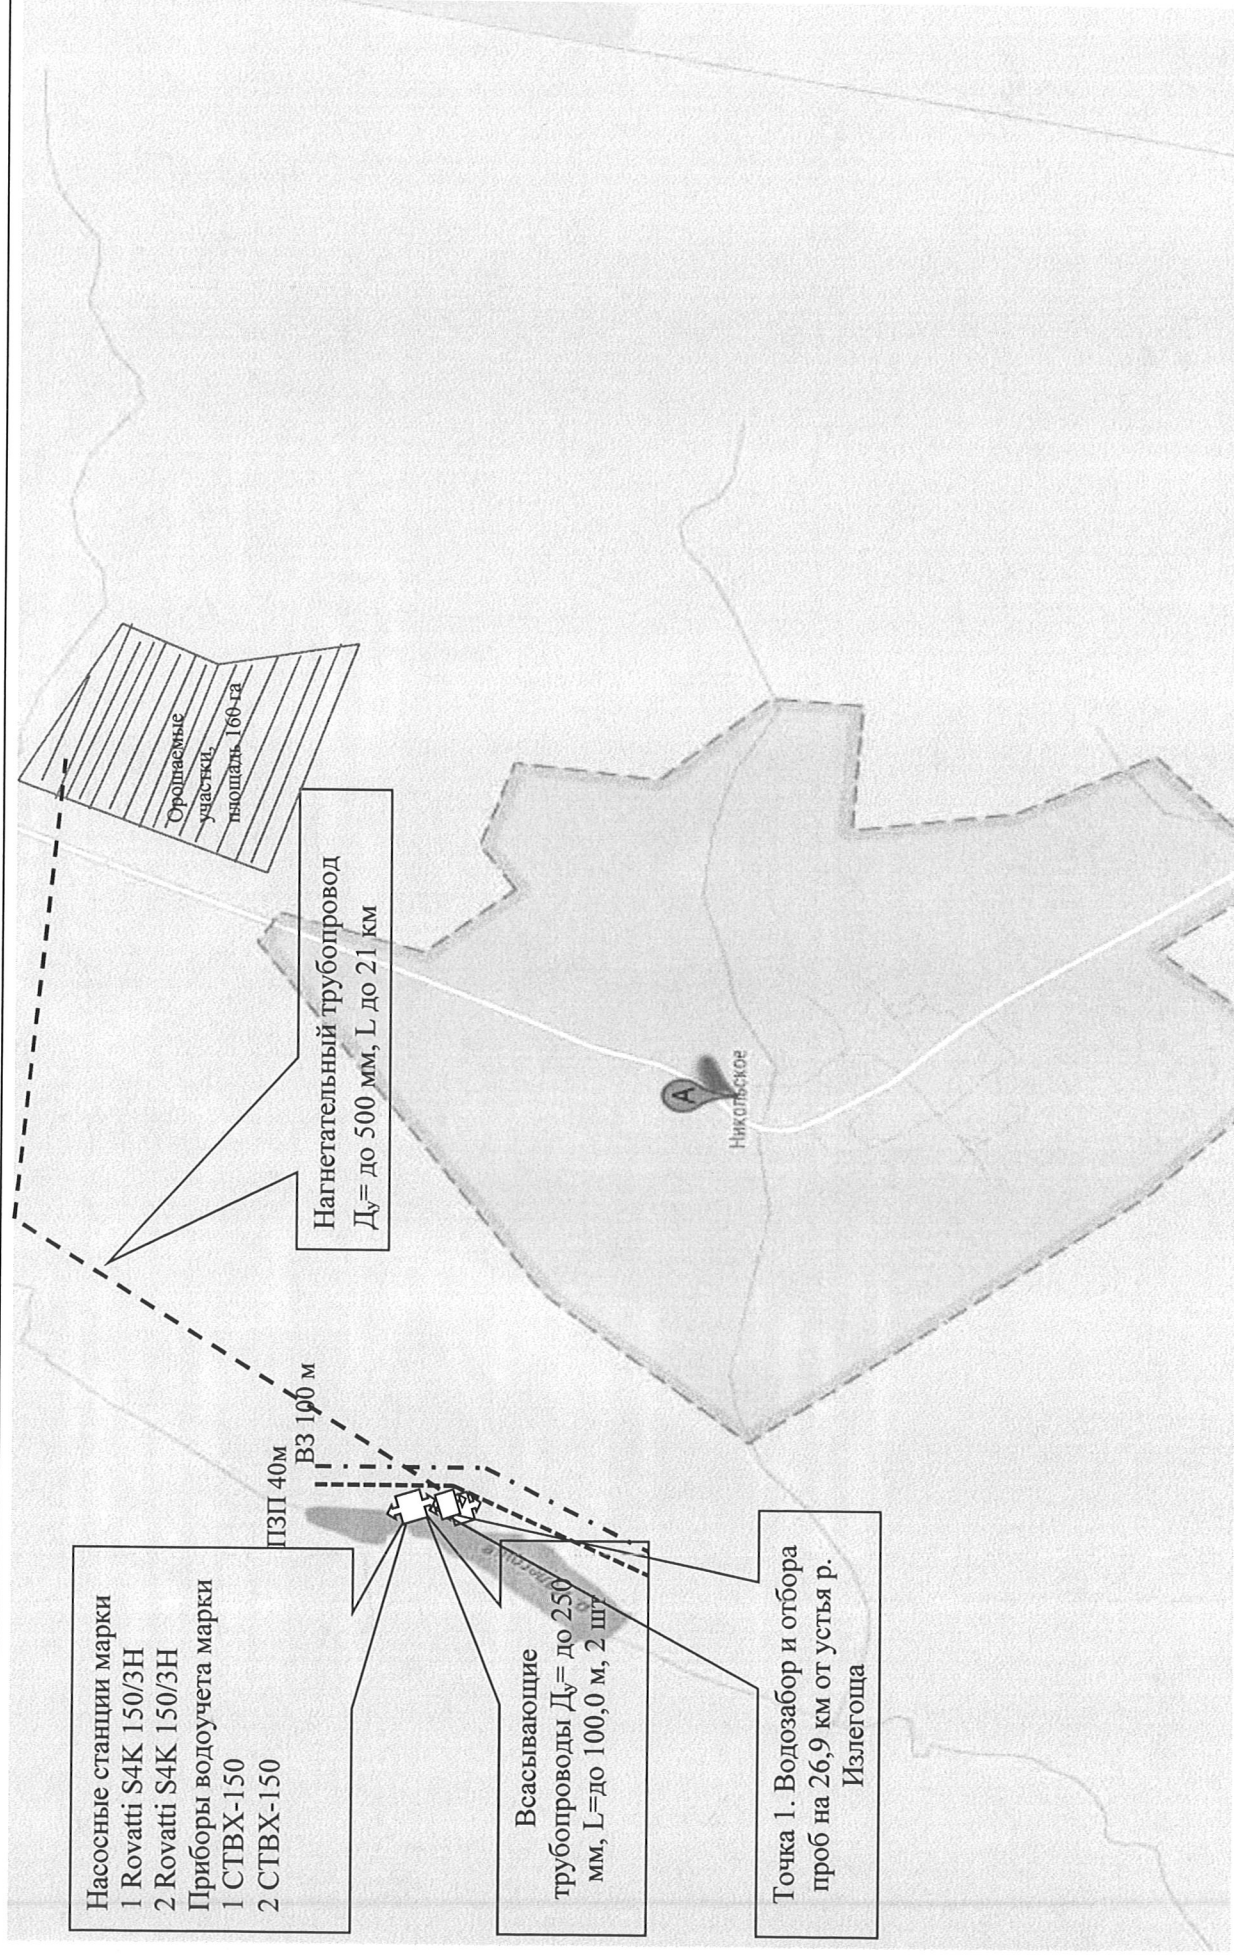 Насосные станции марки
1 Rovatti S4K 150/3H
2 Rovatti S4K 150/3H
Приборы водоучета марки
1 СТВХ-150
2 СТВХ-150
ПЗП 40м
ВЗ 100 м
Нагнетательный трубопровод
Ду= до 500 мм, L до 21 км
Орошаемые
участки,
площадь 160 га
Всасывающие
трубопроводы Ду= до 250
мм, L=до 100,0 м, 2 шт
Точка 1. Водозабор и отбора
проб на 26,9 км от устья р.
Излегоща
A
Никольское